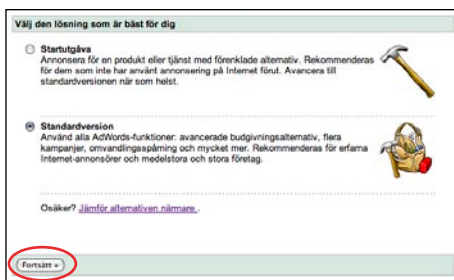 Välj den lösning som är bäst för dig
Startutgåva
Annonsera för en produkt eller tjänst med förenklade alternativ. Rekommenderas
för dem som inte har använt annonsering på Internet förut. Avancera till
standardversionen när som helst.
Standardversion
Använd alla AdWords-funktioner: avancerade budgivningsalternativ, flera
kampanjer, omvandlingsspårning och mycket mer. Rekommenderas för erfarna
Internet-annonsörer och medelstora och stora företag.
Osäker? Jämför alternativen närmare .
Fortsätt »